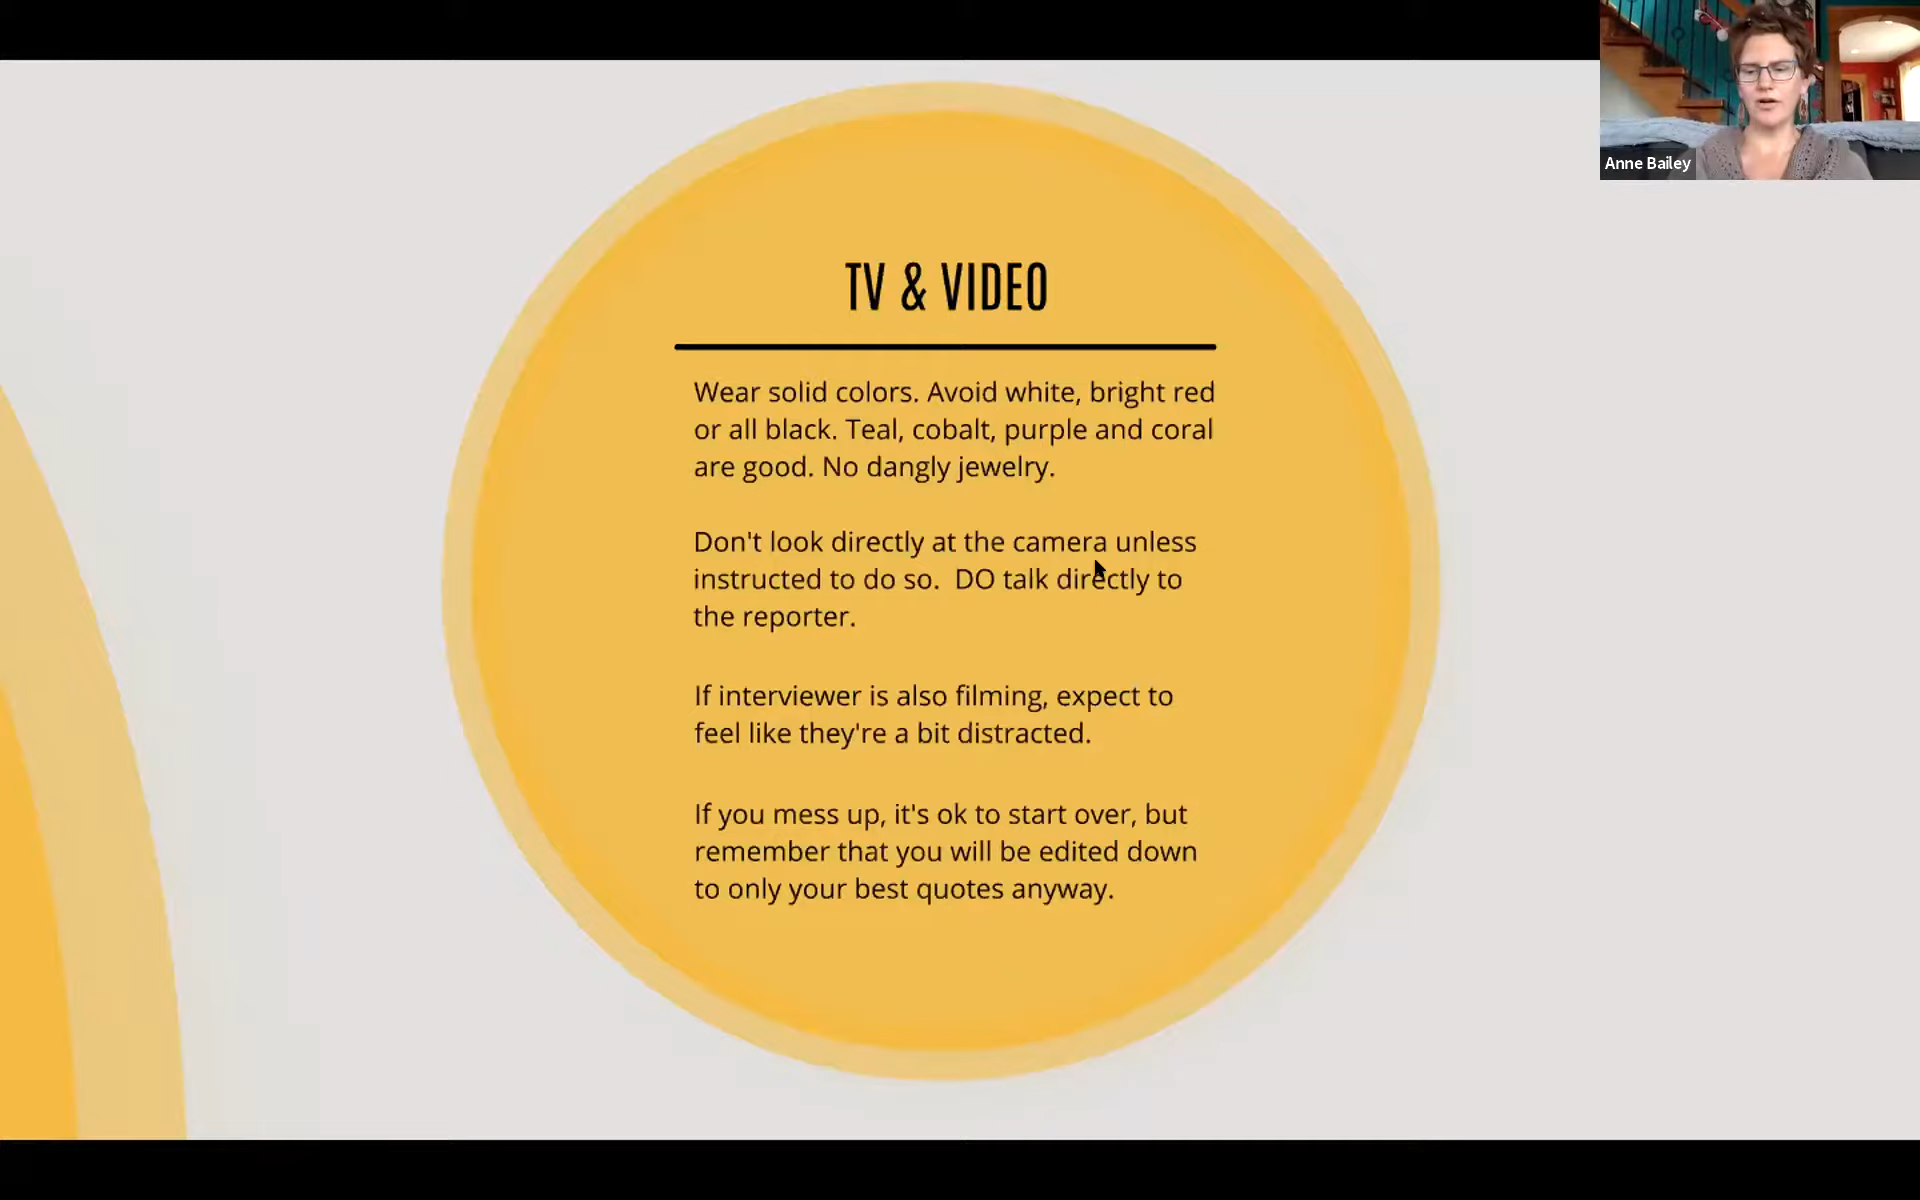 TV & VIDEO
Wear solid colors. Avoid white, bright red
or all black. Teal, cobalt, purple and coral
are good. No dangly jewelry.
Don't look directly at the camera unless
instructed to do so.  DO talk directly to
the reporter.
If interviewer is also filming, expect to
feel like they're a bit distracted.
If you mess up, it's ok to start over, but
remember that you will be edited down
to only your best quotes anyway.
Anne Bailey